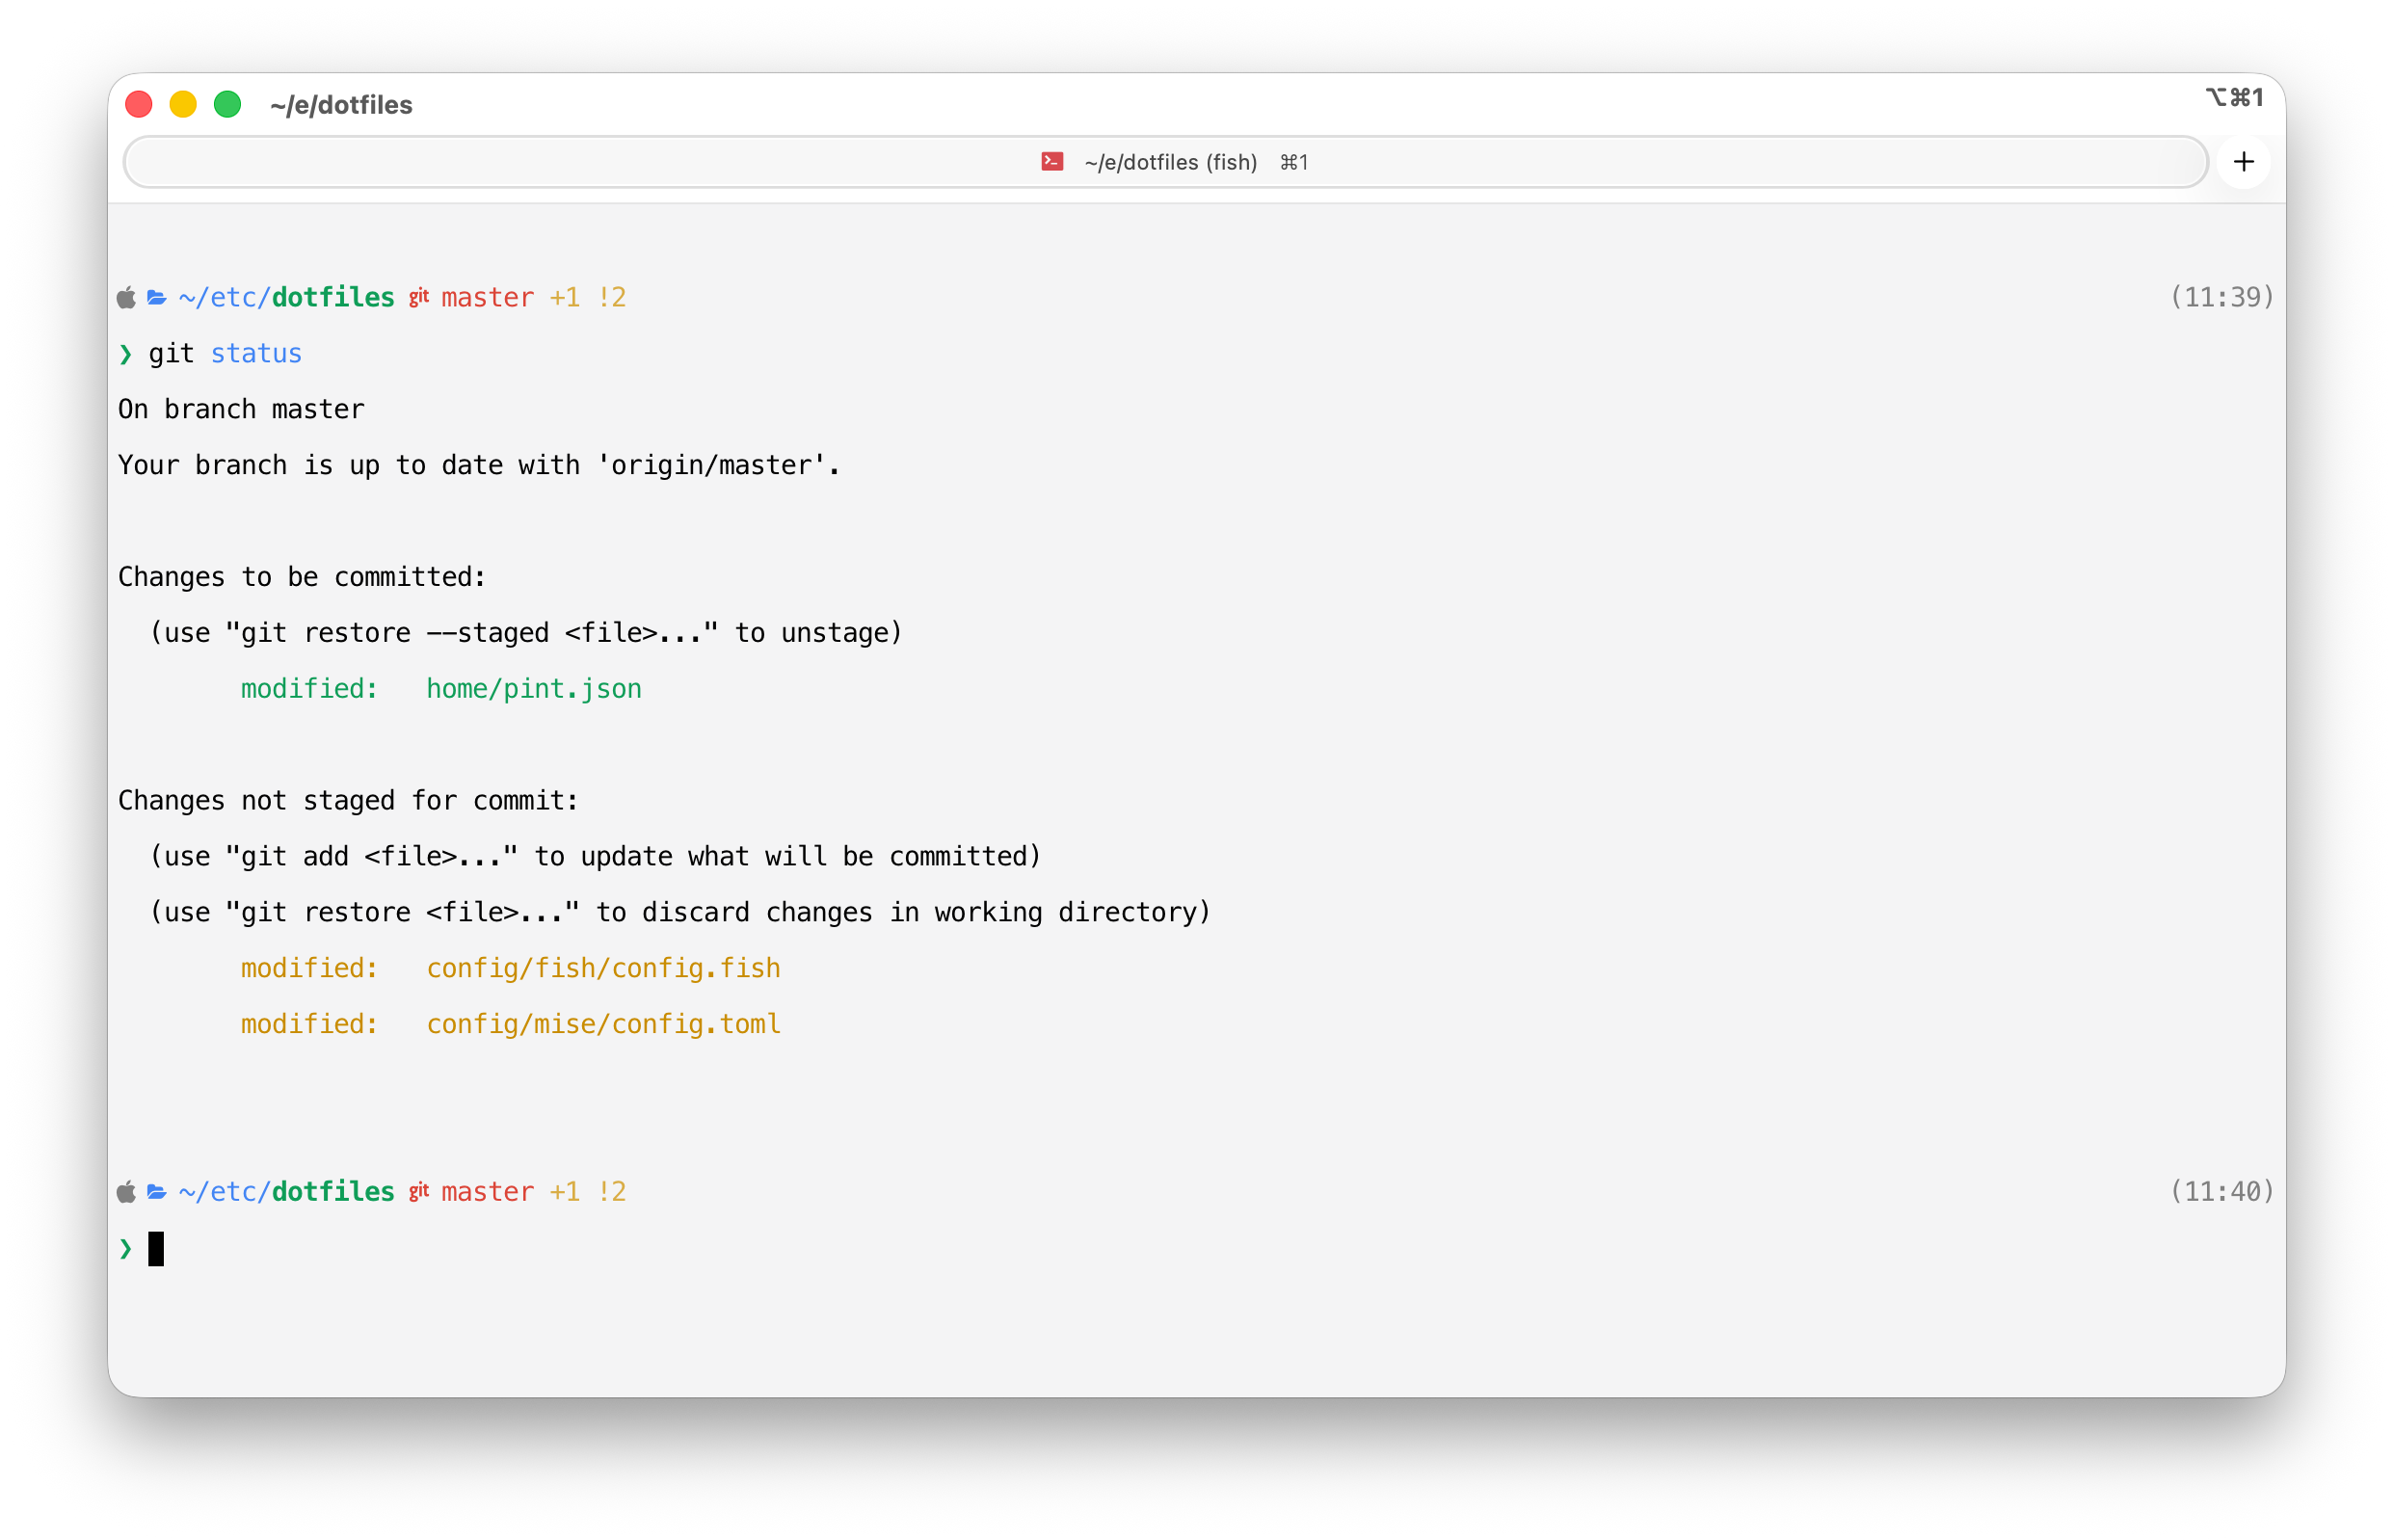 ~/e/dotfiles
⌥⌘1
~/e/dotfiles (fish) ⌘1
+
~/etc/dotfiles git master +1 !2 (11:39)
❯ git status
On branch master
Your branch is up to date with 'origin/master'.
Changes to be committed:
(use "git restore --staged <file>..." to unstage)
modified: home/pint.json
Changes not staged for commit:
(use "git add <file>..." to update what will be committed)
(use "git restore <file>..." to discard changes in working directory)
modified: config/fish/config.fish
modified: config/mise/config.toml
~/etc/dotfiles git master +1 !2 (11:40)
❯